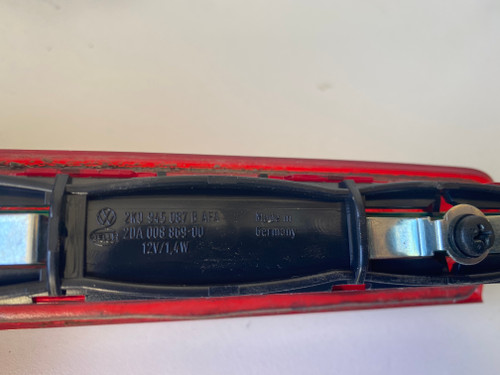 2K0 945 087 B AFA
2DA 008 869-00
12V/1,4W
Made in
Germany